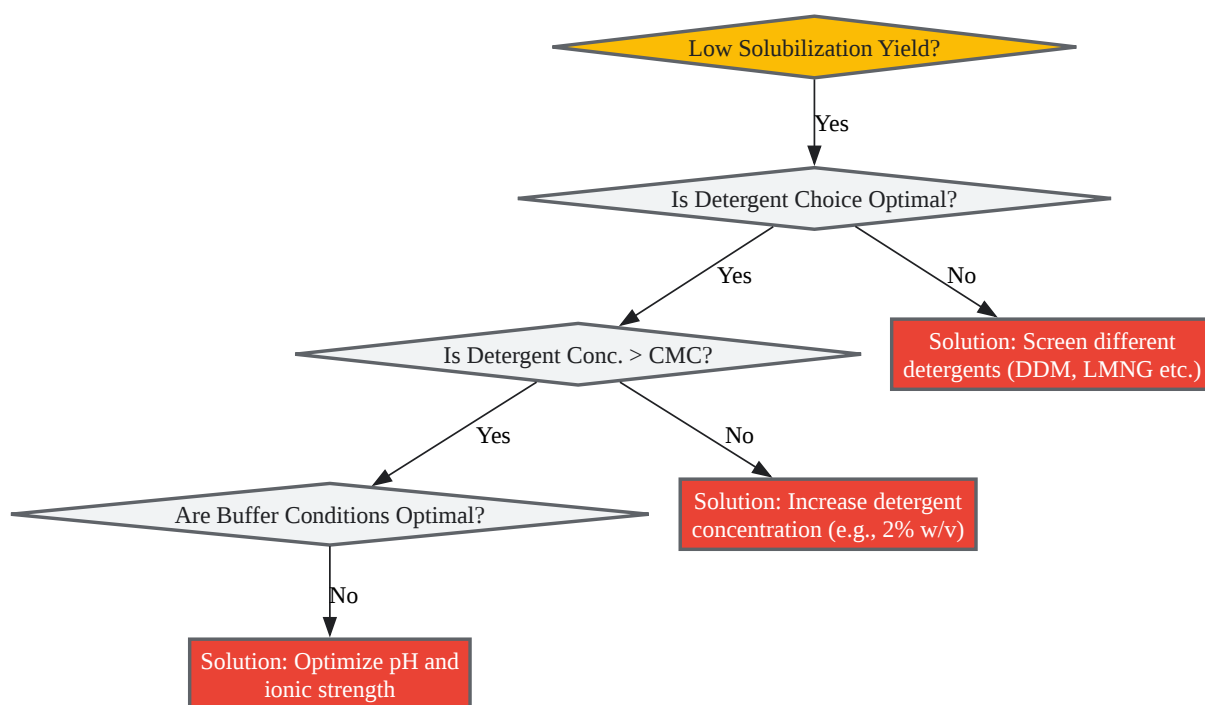 Low Solubilization Yield?
Yes
Is Detergent Choice Optimal?
Yes
No
Is Detergent Conc. > CMC?
Solution: Screen different
detergents (DDM, LMNG etc.)
Yes
No
Are Buffer Conditions Optimal?
Solution: Increase detergent
concentration (e.g., 2% w/v)
No
Solution: Optimize pH and
ionic strength